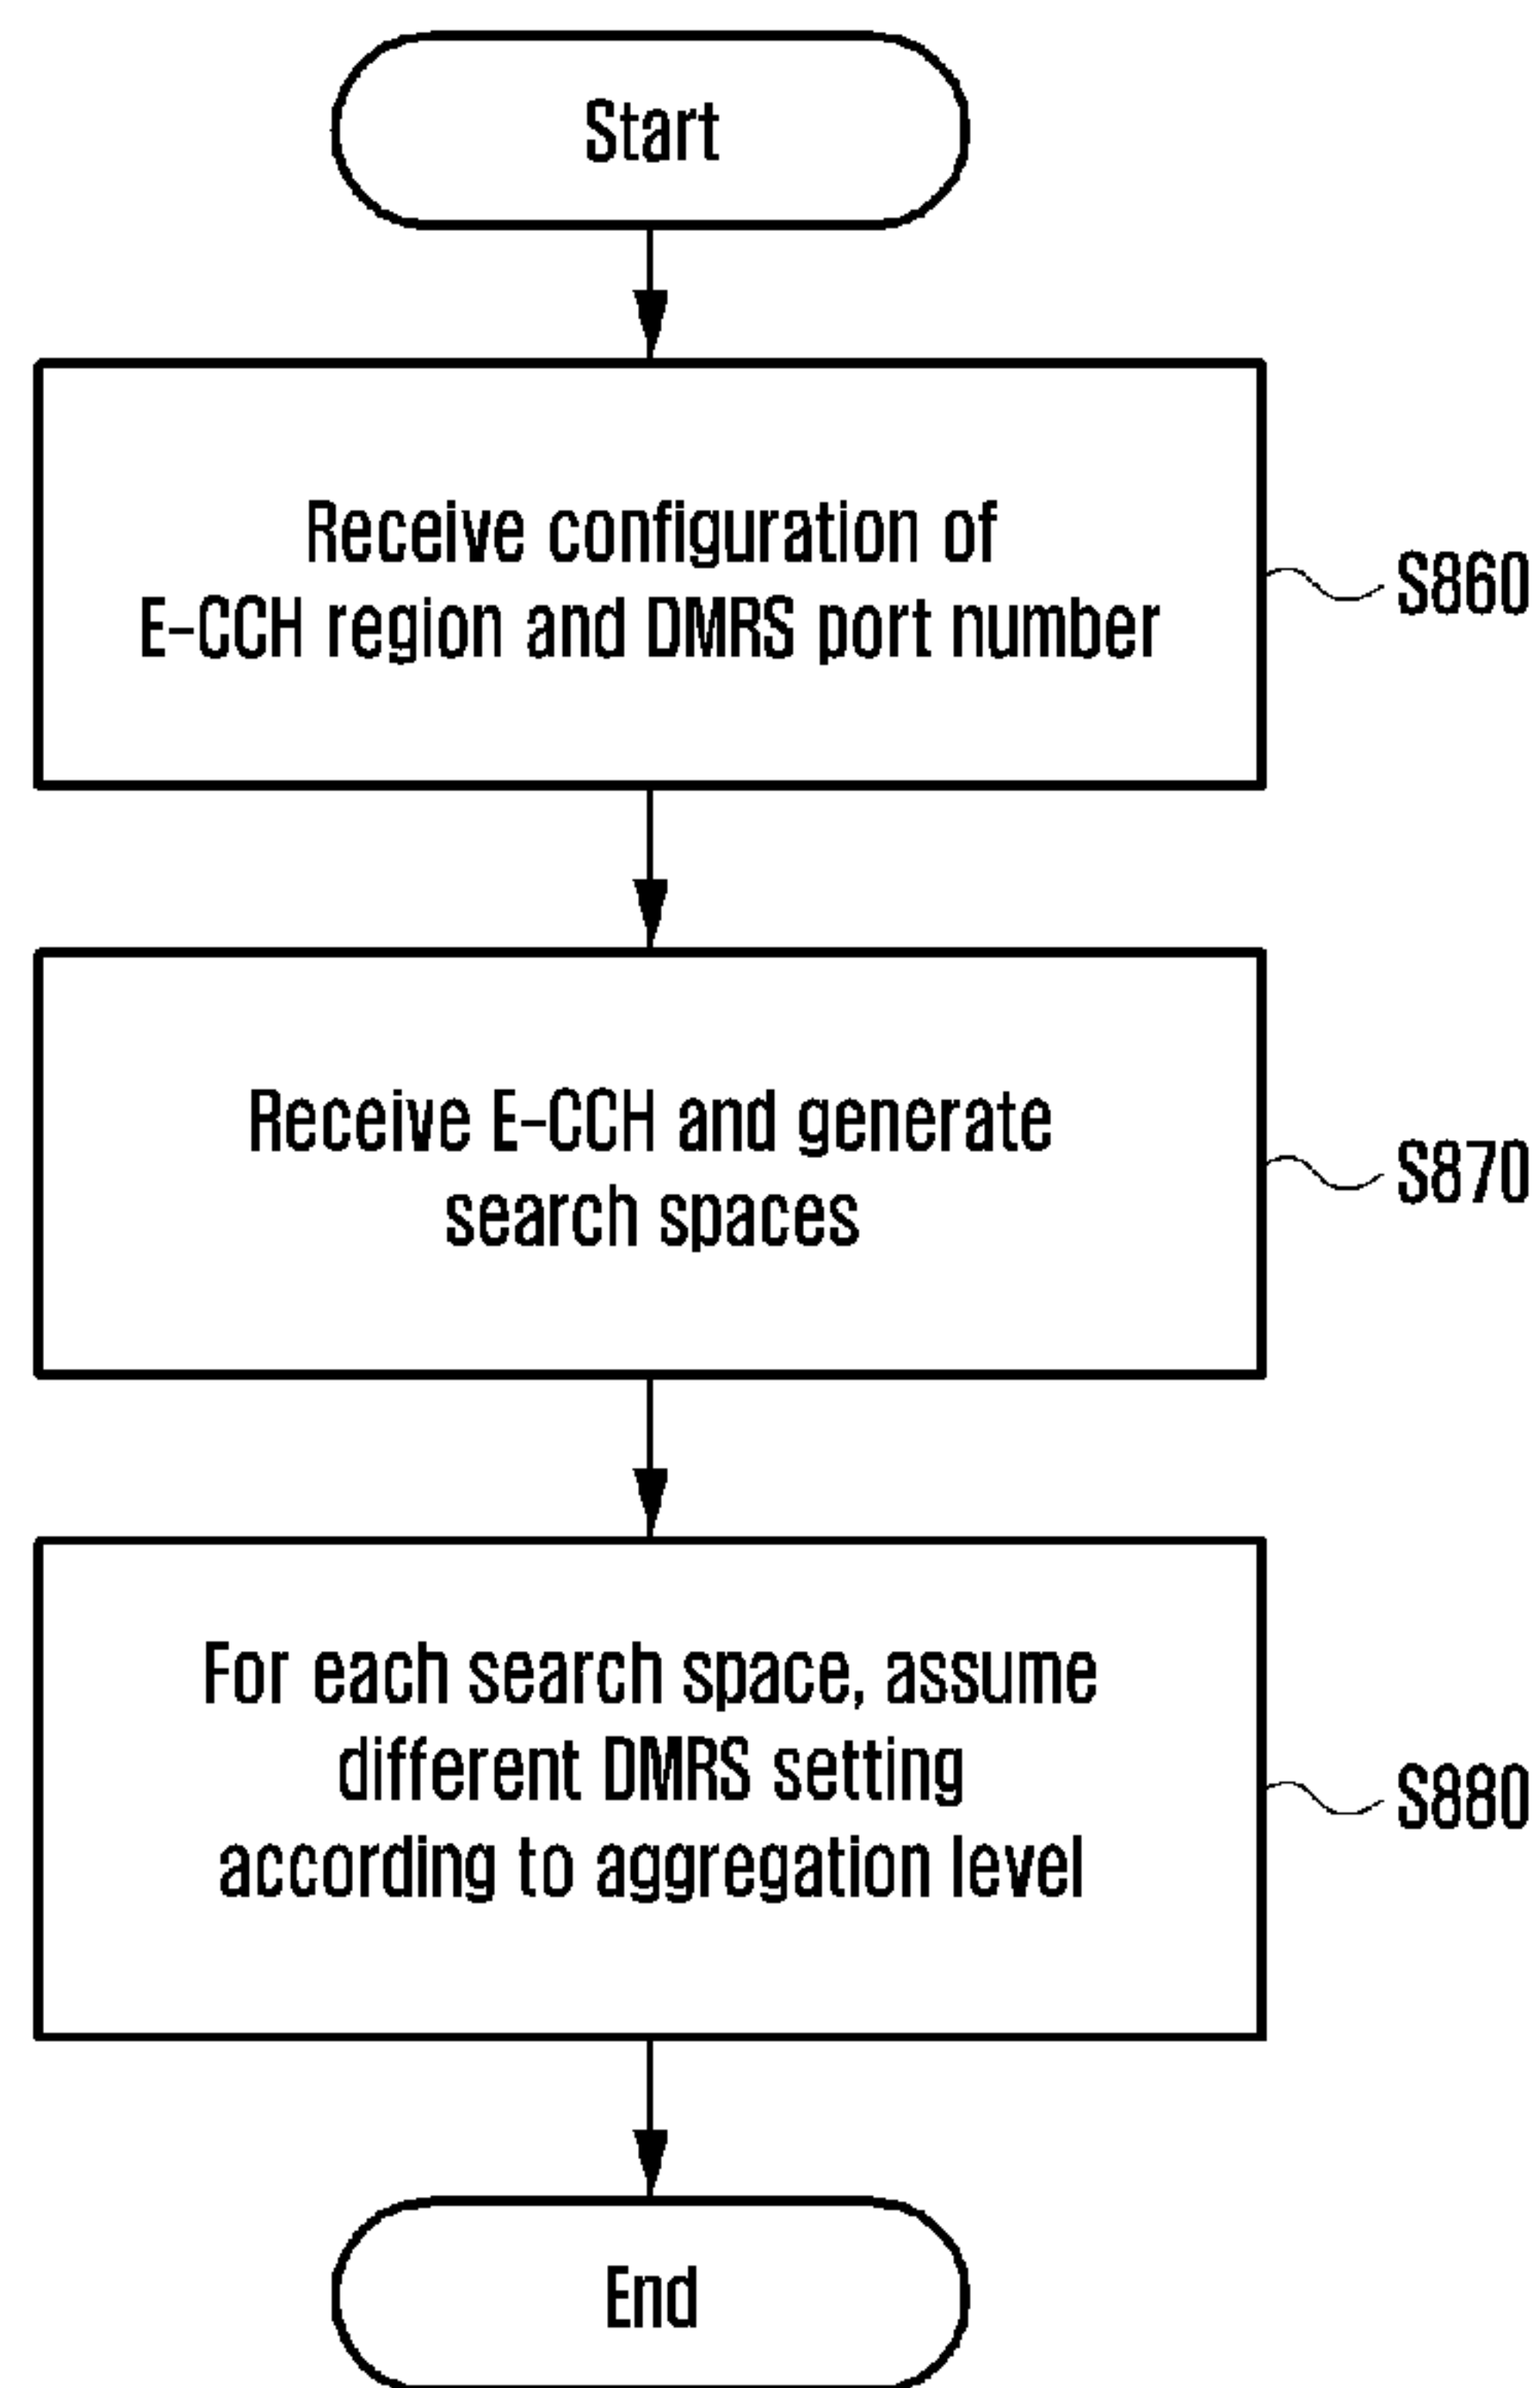 Start
Receive configuration of
E-CCH region and DMRS port number
S860
Receive E-CCH and generate
search spaces
S870
For each search space, assume
different DMRS setting
according to aggregation level
S880
End